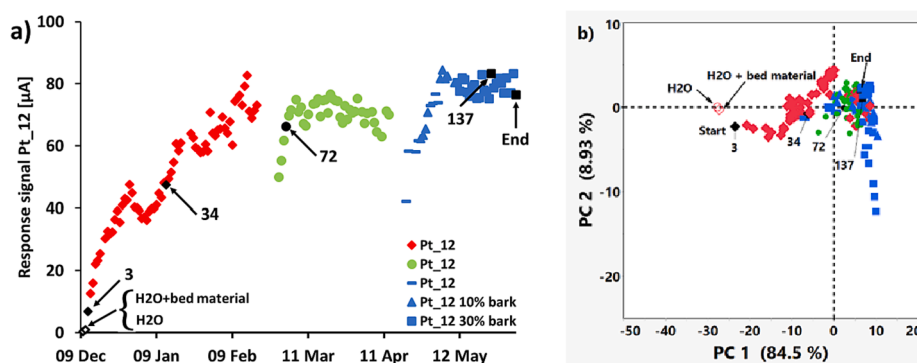 a)
Response signal Pt_12 [µA]
100
80
60
40
20
0
09 Dec 09 Jan 09 Feb 11 Mar 11 Apr 12 May
3
34
72
137
End
H2O+bed material
H2O
Pt_12
Pt_12
Pt_12
Pt_12 10% bark
Pt_12 30% bark
b)
PC 2 (8.93 %)
20
10
0
-10
-20
-50 -40 -30 -20 -10 0 10 20
PC 1 (84.5 %)
End
H2O + bed material
H2O
Start
3
34
72
137